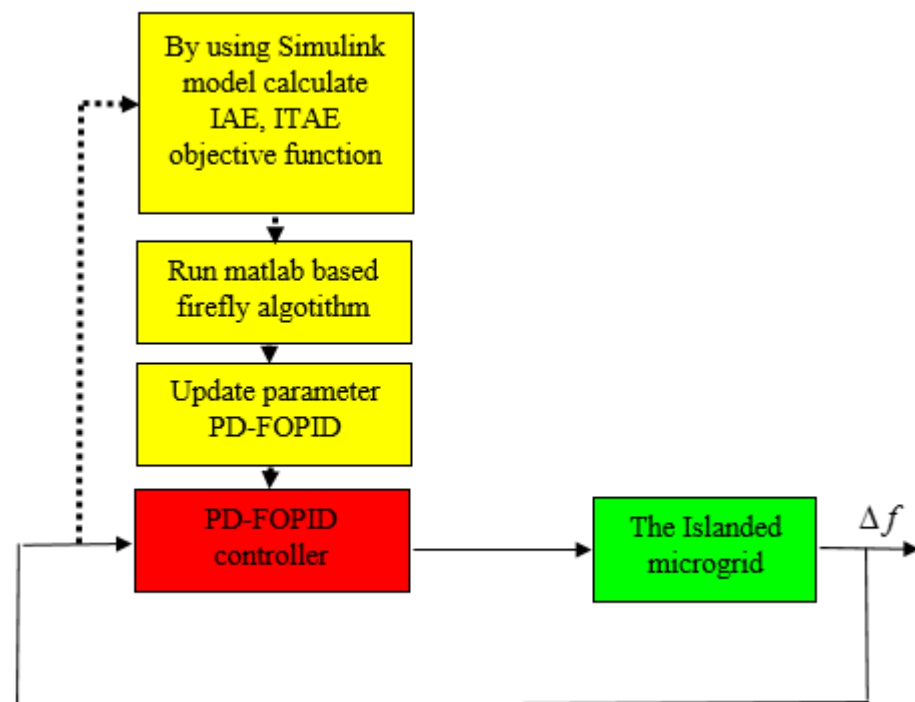 By using Simulink
model calculate
IAE, ITAE
objective function
Run matlab based
firefly algotithm
Update parameter
PD-FOPID
PD-FOPID
controller
The Islanded
microgrid
Δf